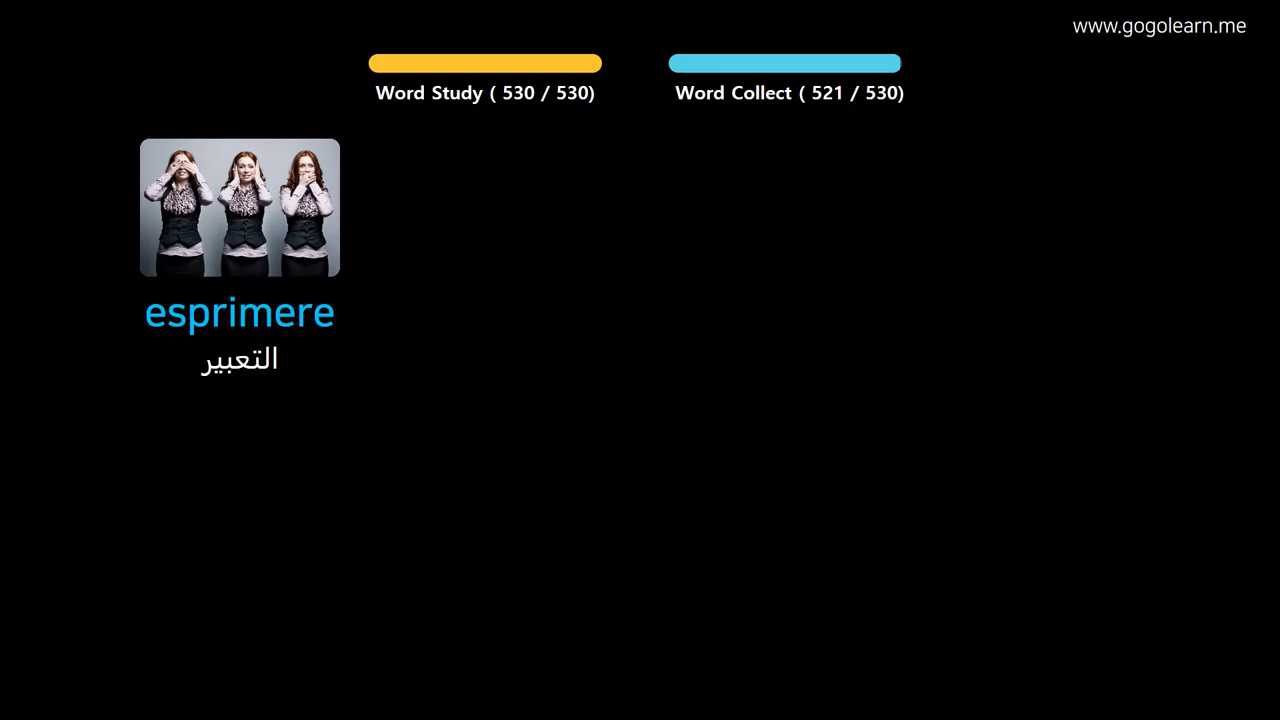 www.gogolearn.me
Word Study ( 530 / 530)
Word Collect ( 521 / 530)
esprimere
التعبير